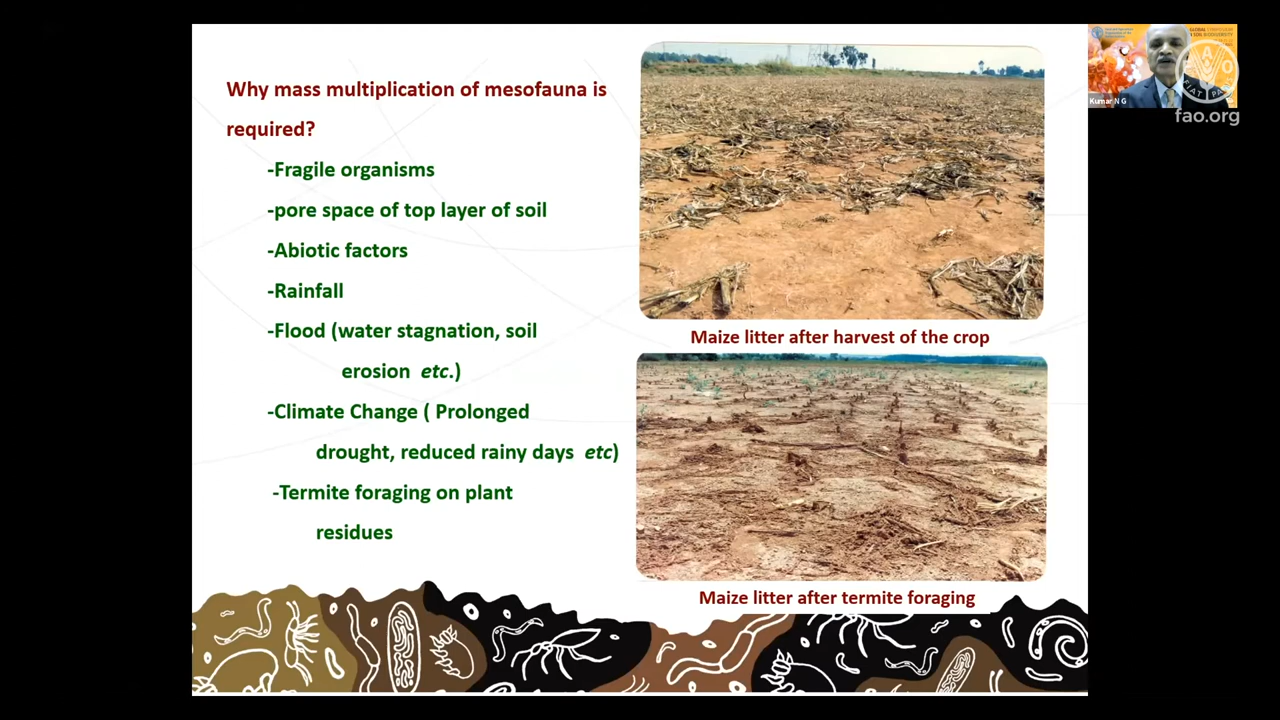 Why mass multiplication of mesofauna is
required?
-Fragile organisms
-pore space of top layer of soil
-Abiotic factors
-Rainfall
-Flood (water stagnation, soil
erosion etc.)
-Climate Change ( Prolonged
drought, reduced rainy days etc)
-Termite foraging on plant
residues
Maize litter after harvest of the crop
Maize litter after termite foraging
Kumar N G
FIAT PANIS
fao.org